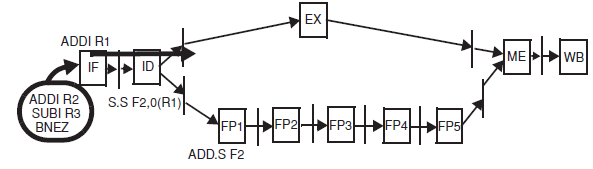 EX
ADDI R1
IF
ID
ME
WB
ADDI R2
SUBI R3
BNEZ
S.S F2,0(R1)
FP1
FP2
FP3
FP4
FP5
ADD.S F2